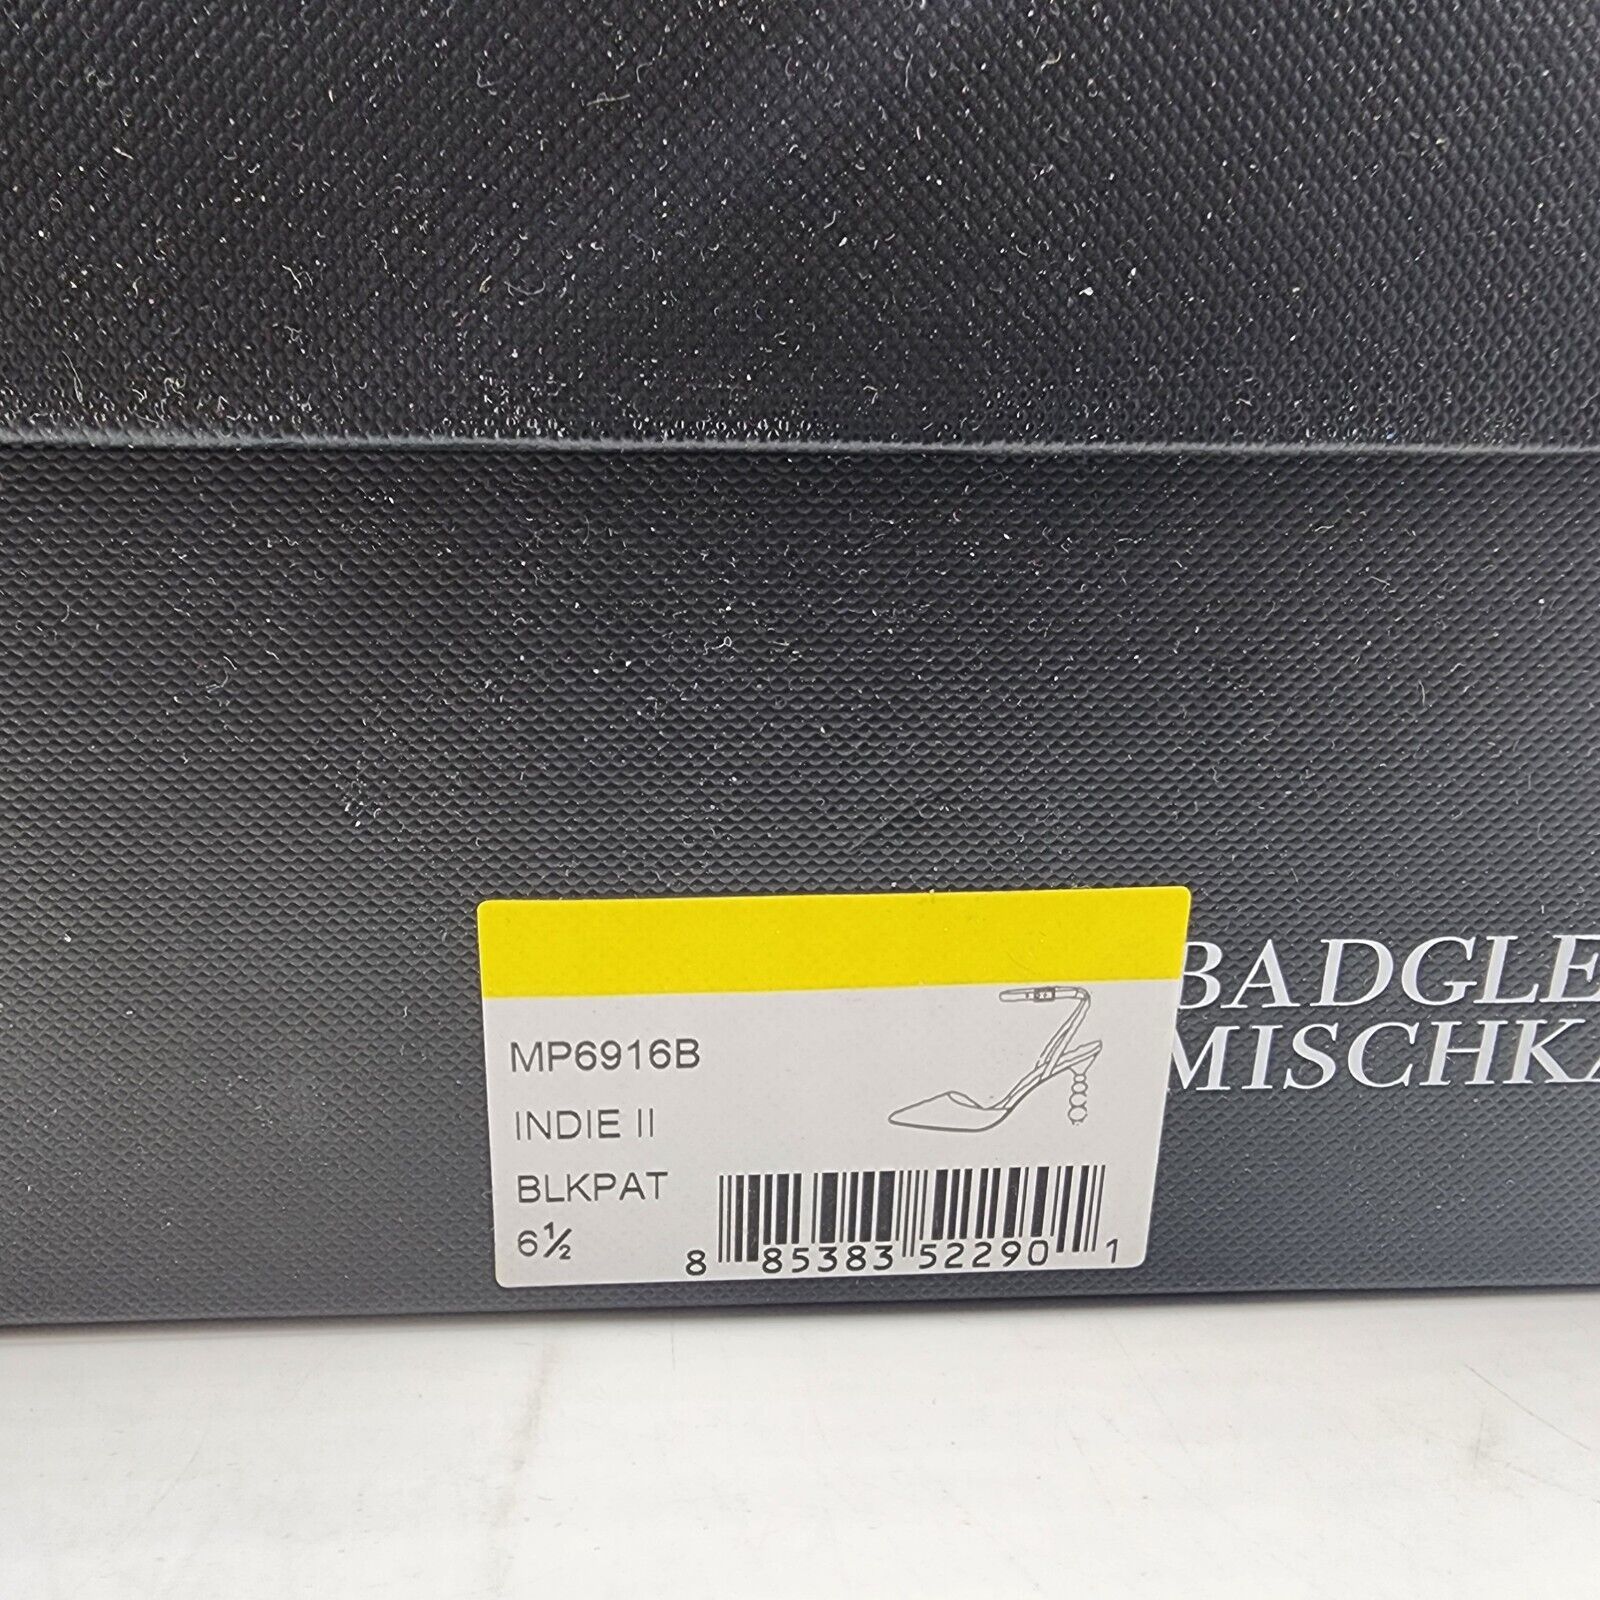 BADGLE
MISCHKA
MP6916B
INDIE II
BLKPAT
6½
8 85383 52290 1